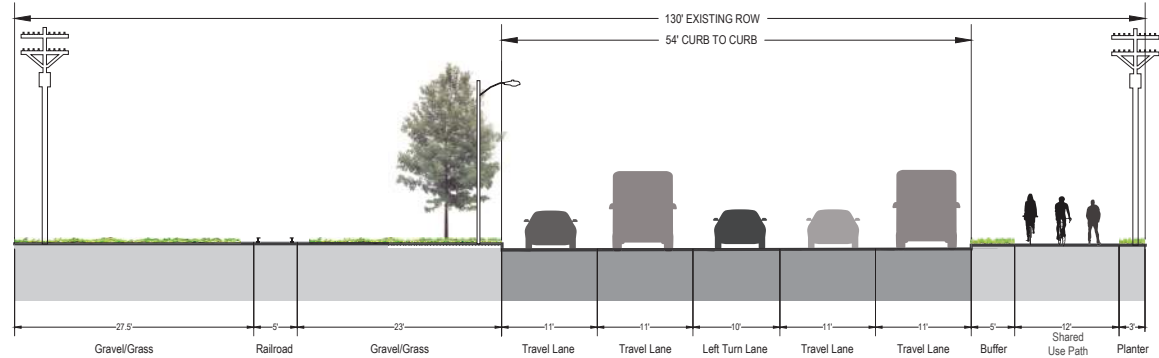 130' EXISTING ROW
54' CURB TO CURB
27.5' 5' 23' 11' 11' 10' 11' 11' 5' 12' 3'
Gravel/Grass Railroad Gravel/Grass Travel Lane Travel Lane Left Turn Lane Travel Lane Travel Lane Buffer Shared Planter
Use Path